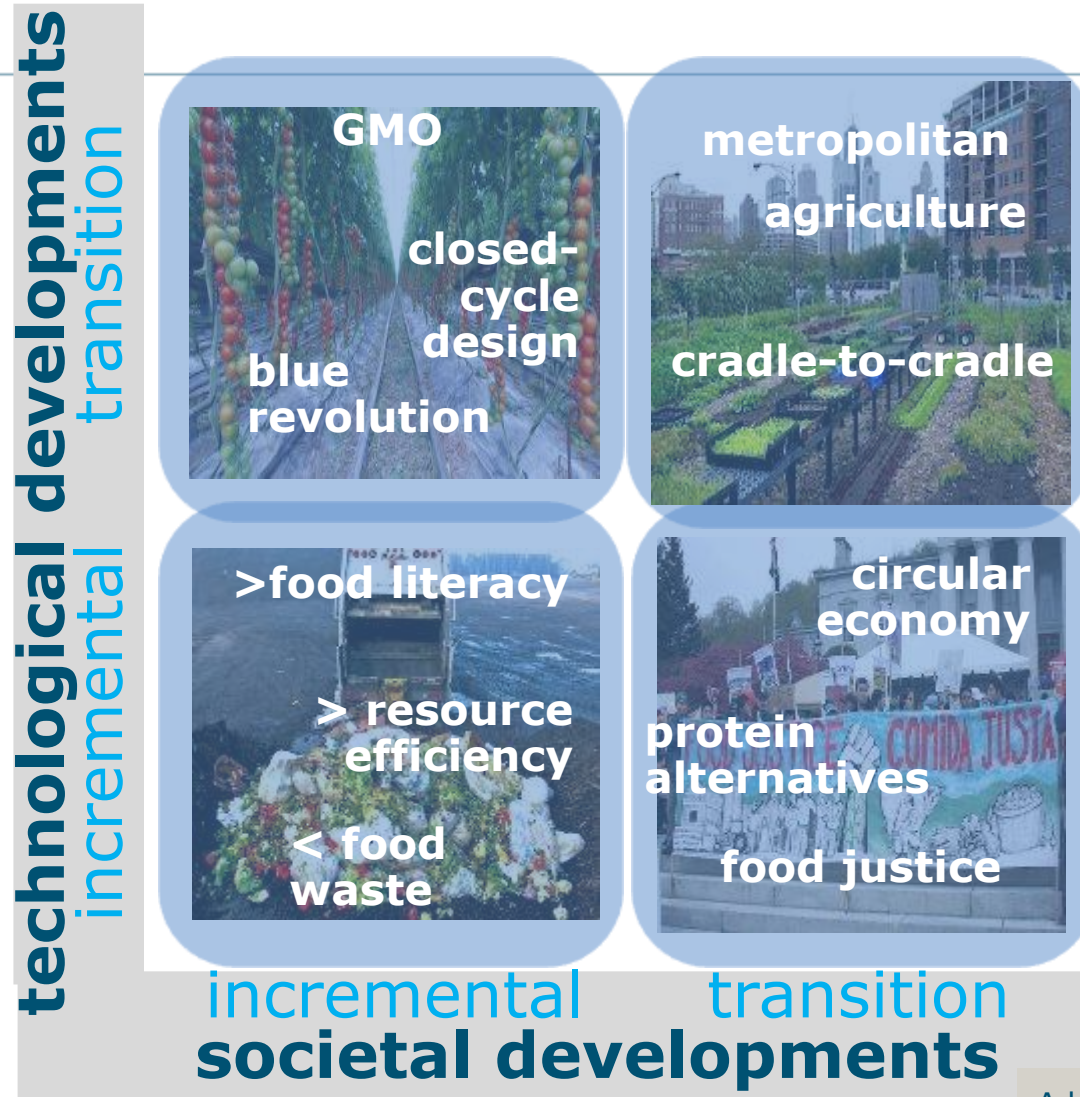 technological developments
transition
incremental
GMO
closed-
cycle
design
blue
revolution
metropolitan
agriculture
cradle-to-cradle
>food literacy
> resource
efficiency
< food
waste
circular
economy
COMIDA JUSTA
protein
alternatives
food justice
incremental
transition
societal developments